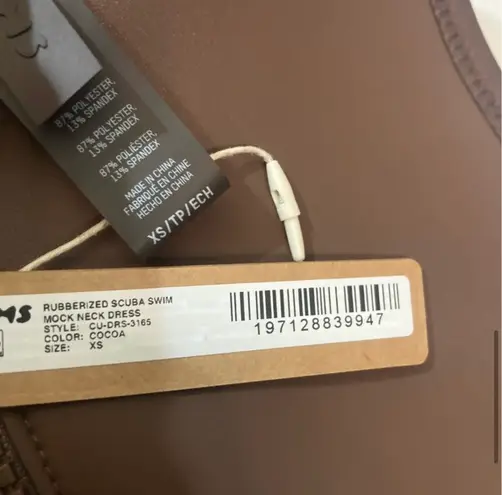 87% POLYESTER,
13% SPANDEX
87% POLYESTER,
13% SPANDEX
87% POLIÉSTER,
13% SPANDEX
MADE IN CHINA
FABRIQUÉ EN CHINE
HECHO EN CHINA
XS/TP/ECH
RUBBERIZED SCUBA SWIM
MOCK NECK DRESS
STYLE: CU-DRS-3165
COLOR: COCOA
SIZE: XS
197128839947